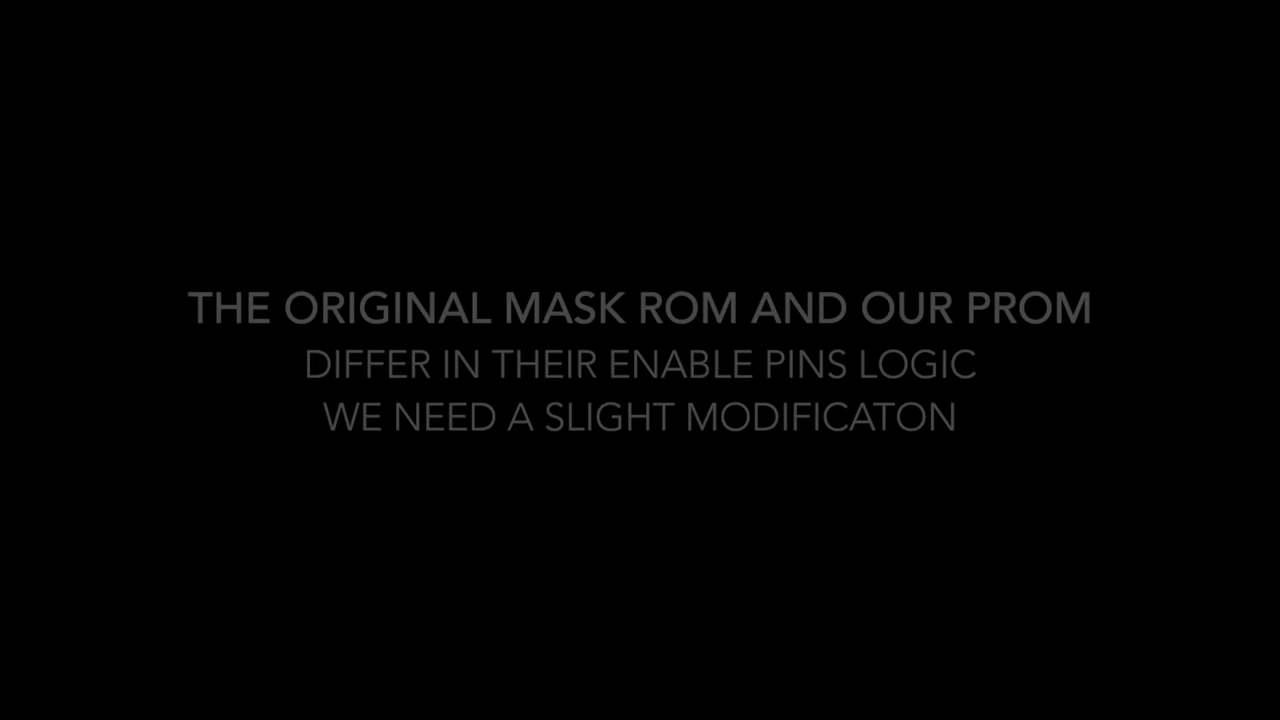 THE ORIGINAL MASK ROM AND OUR PROM
DIFFER IN THEIR ENABLE PINS LOGIC
WE NEED A SLIGHT MODIFICATON